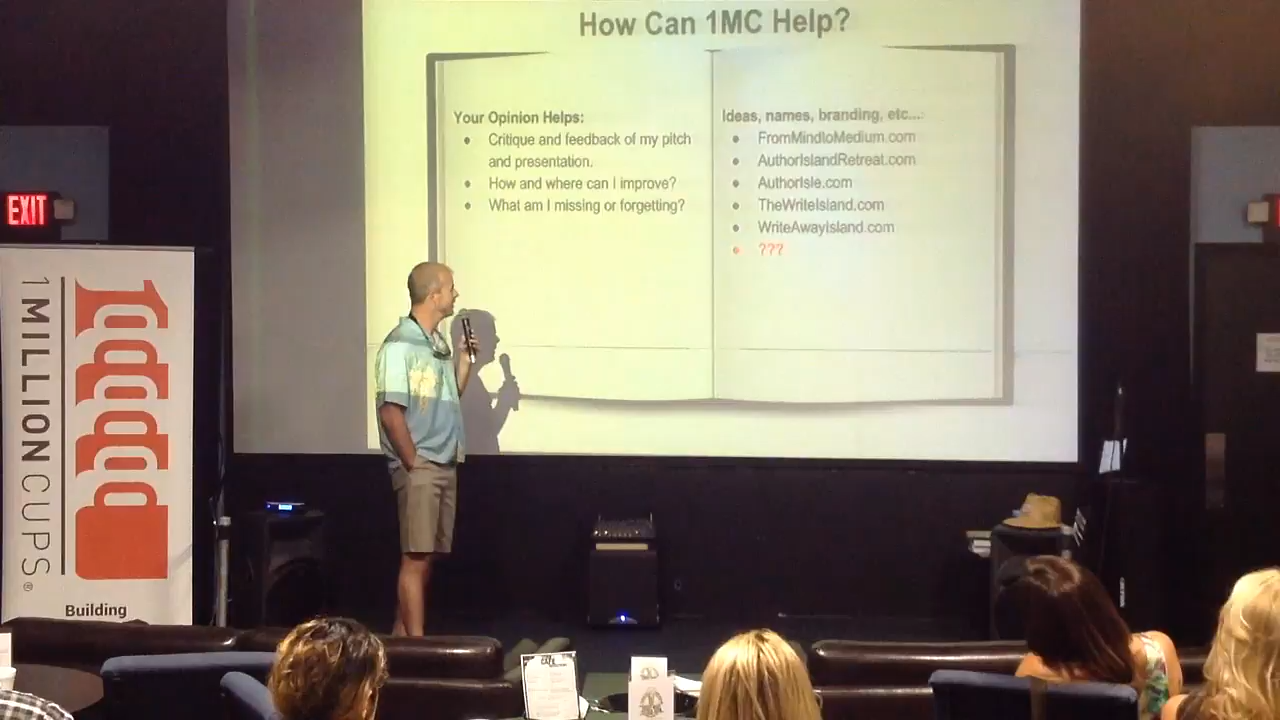 How Can 1MC Help?
Your Opinion Helps:
Critique and feedback of my pitch
and presentation.
How and where can I improve?
What am I missing or forgetting?
Ideas, names, branding, etc...:
FromMindtoMedium.com
AuthorIslandRetreat.com
AuthorIsle.com
TheWriteIsland.com
WriteAwayIsland.com
???
EXIT
1 MILLION CUPS®
Building